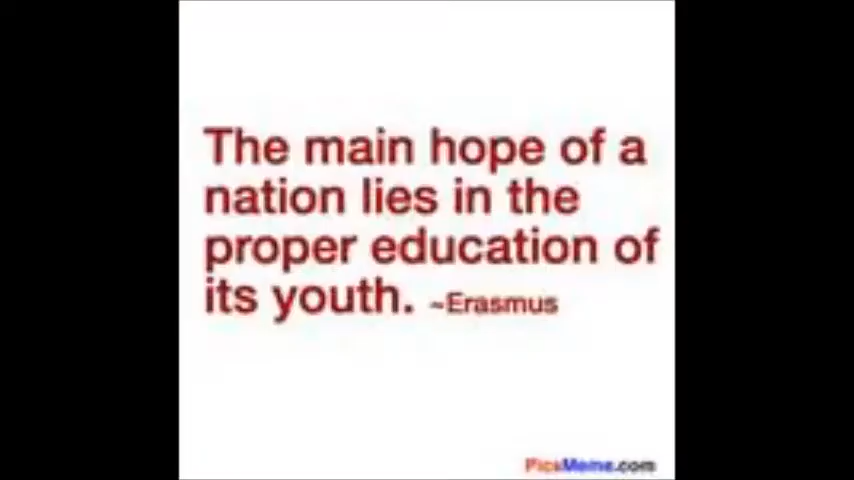 The main hope of a
nation lies in the
proper education of
its youth. ~Erasmus
PicsMeme.com